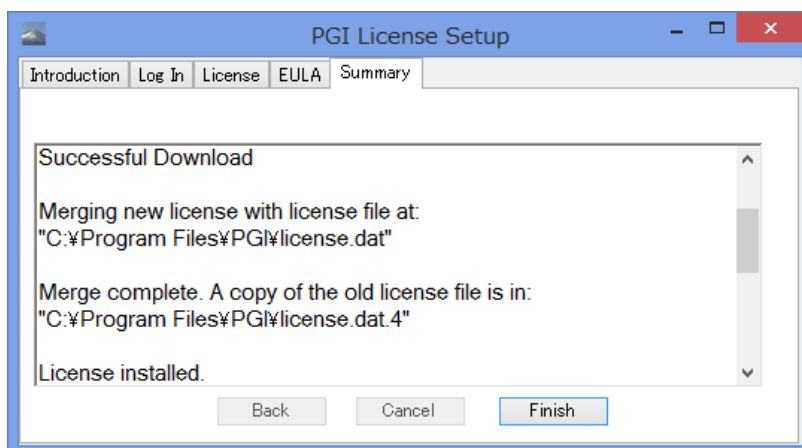 PGI License Setup
Introduction Log In License EULA Summary
Successful Download
Merging new license with license file at:
"C:¥Program Files¥PGI¥license.dat"
Merge complete. A copy of the old license file is in:
"C:¥Program Files¥PGI¥license.dat.4"
License installed.
Back Cancel Finish